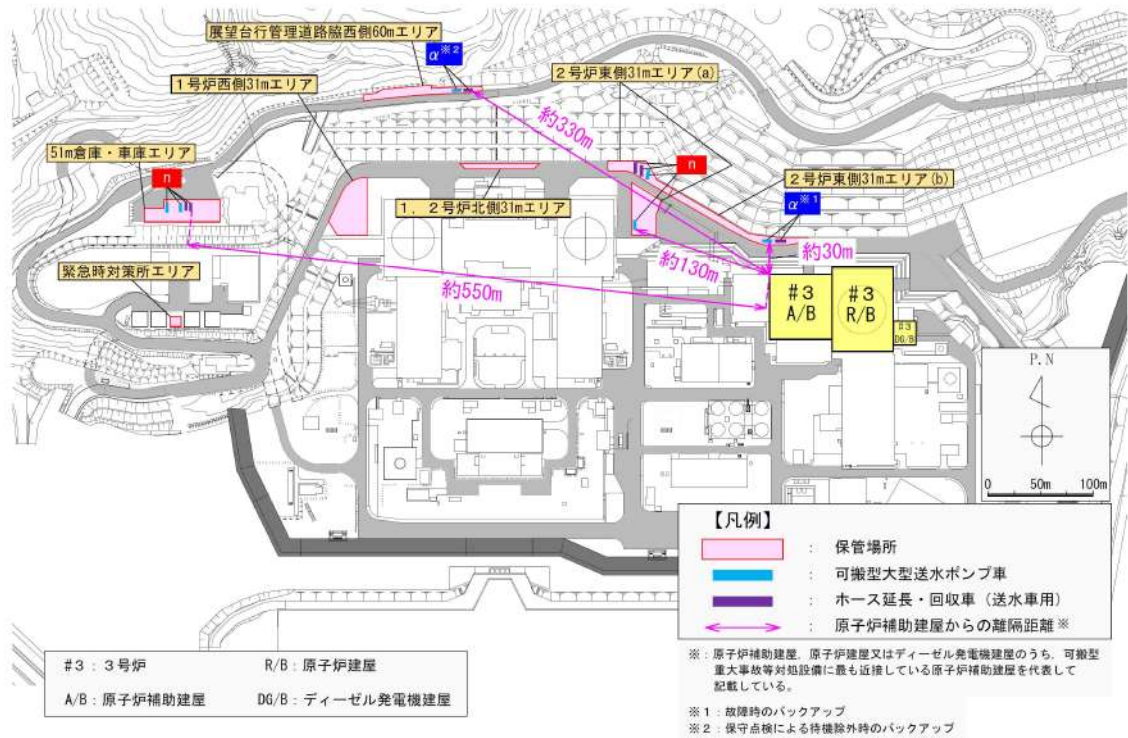 展望台行管理道路脇西側60mエリア
α※2
1号炉西側31mエリア
2号炉東側31mエリア(a)
約330m
51m倉庫・車庫エリア
n
n
2号炉東側31mエリア(b)
α※1
1，2号炉北側31mエリア
約30m
約130m
緊急時対策所エリア
約550m
#3
A/B
#3
R/B
#3
DG/B
P.N
0 50m 100m
【凡例】
： 保管場所
： 可搬型大型送水ポンプ車
： ホース延長・回収車（送水車用）
： 原子炉補助建屋からの離隔距離※
※：原子炉補助建屋，原子炉建屋又はディーゼル発電機建屋のうち，可搬型
重大事故等対処設備に最も近接している原子炉補助建屋を代表して
記載している。
※1：故障時のバックアップ
※2：保守点検による待機除外時のバックアップ
#3：3号炉 R/B：原子炉建屋
A/B：原子炉補助建屋 DG/B：ディーゼル発電機建屋